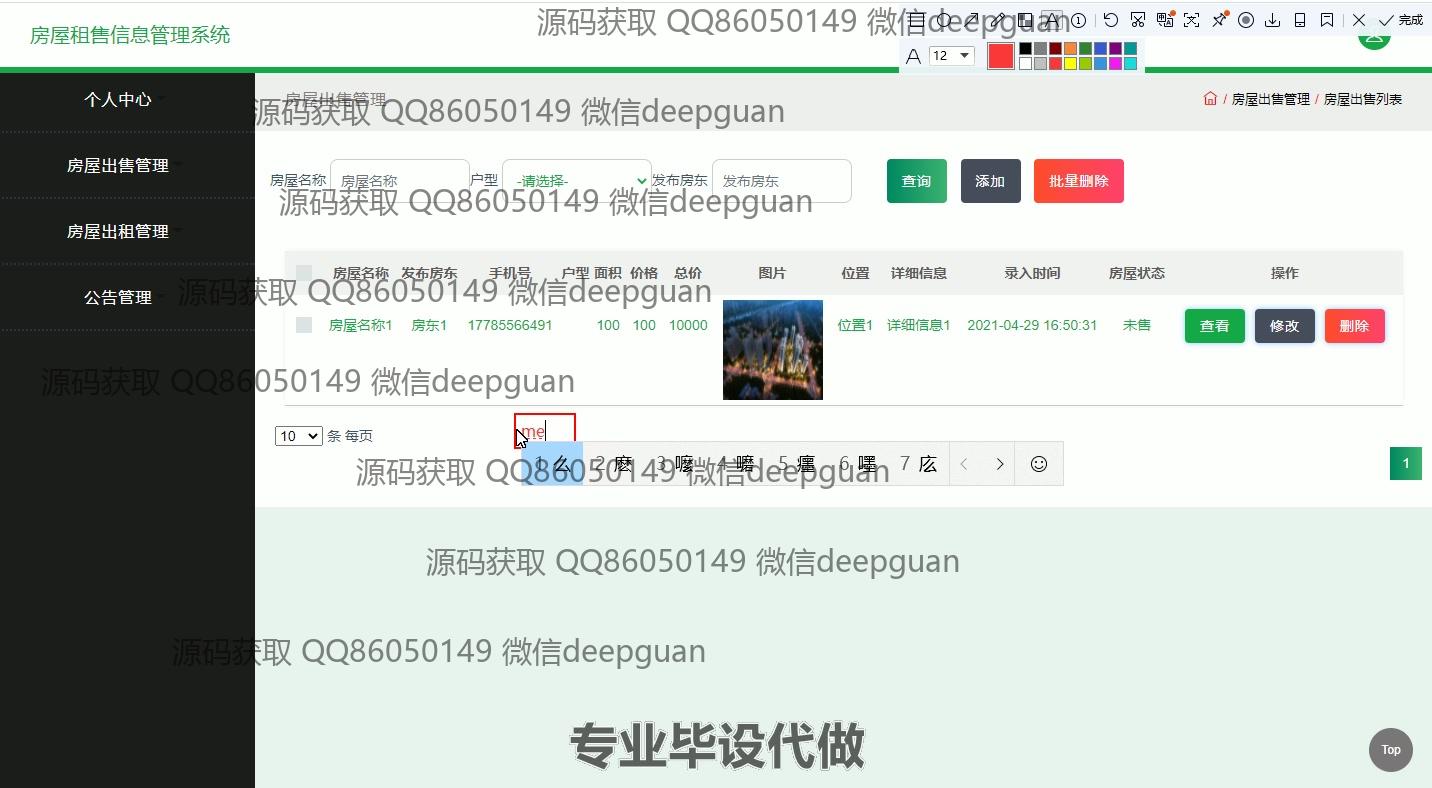 房屋租售信息管理系统
源码获取 QQ86050149 微信deepguan
完成
A 12
个人中心
房屋出售管理
源码获取 QQ86050149 微信deepguan
/ 房屋出售管理 / 房屋出售列表
房屋出售管理
房屋名称 房屋名称 户型 -请选择- 发布房东 发布房东 查询 添加 批量删除
源码获取 QQ86050149 微信deepguan
房屋出租管理
房屋名称 发布房东 手机号 户型 面积 价格 总价 图片 位置 详细信息 录入时间 房屋状态 操作
公告管理
源码获取 QQ86050149 微信deepguan
房屋名称1 房东1 17785566491 100 100 10000 位置1 详细信息1 2021-04-29 16:50:31 未售 查看 修改 删除
源码获取 QQ86050149 微信deepguan
10 条 每页
me
1 么 2 麽 3 嚒 4 嚜 5 癦 6 嘿 7 庅
源码获取 QQ86050149 微信deepguan
1
源码获取 QQ86050149 微信deepguan
源码获取 QQ86050149 微信deepguan
专业毕设代做
Top